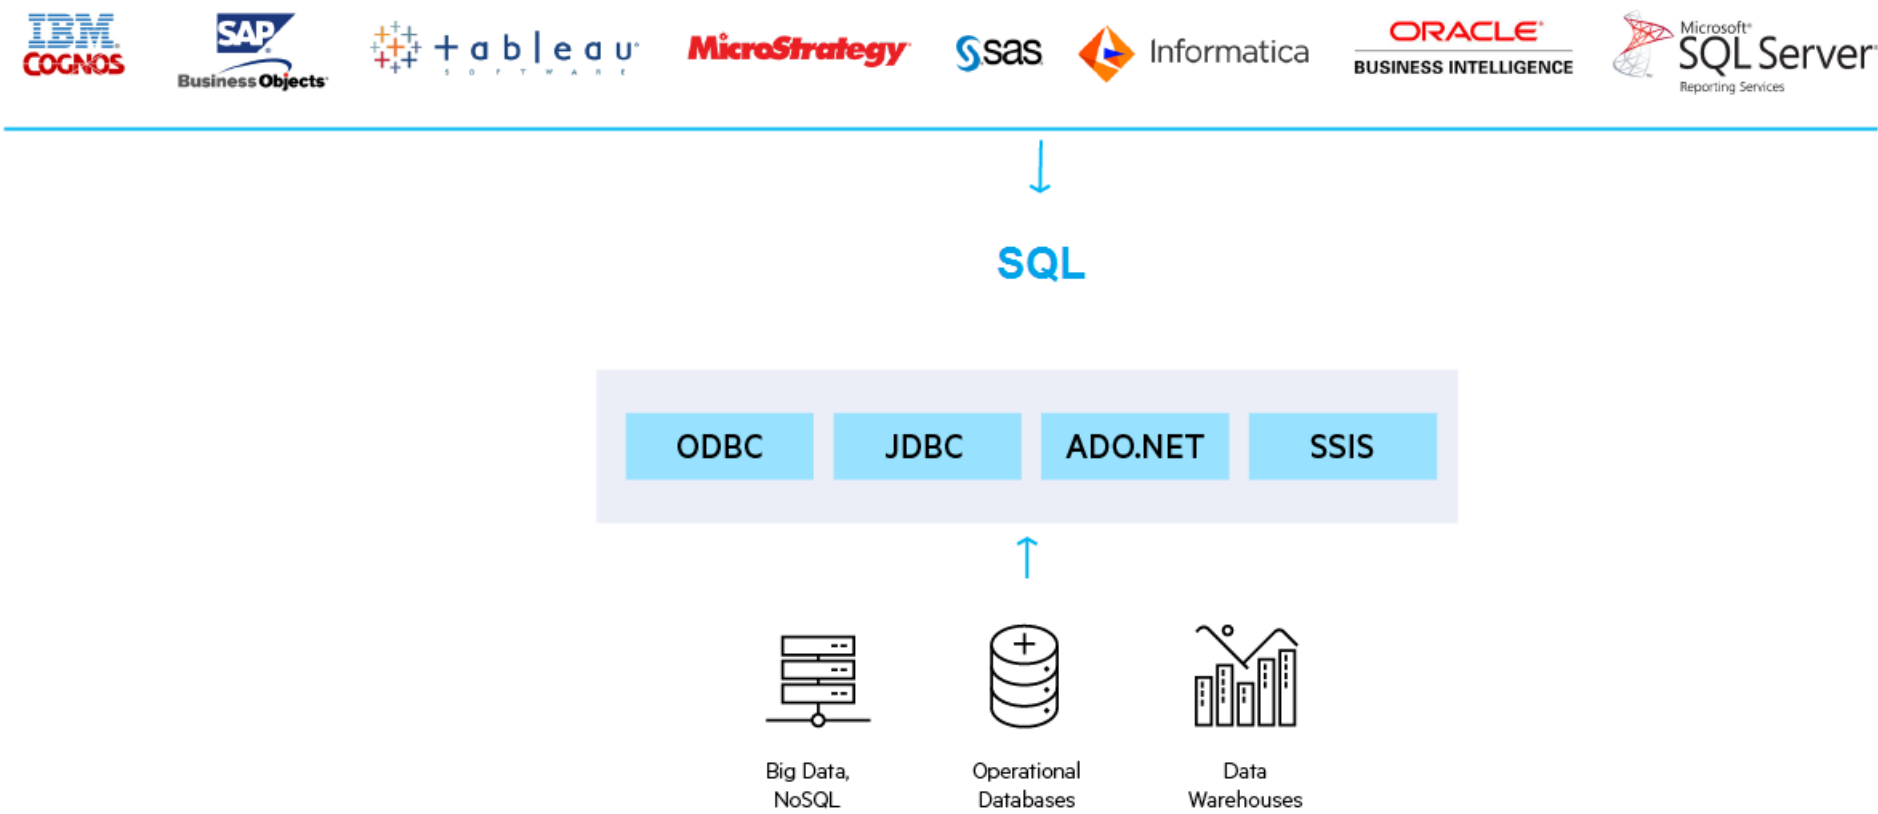 IBM
COGNOS
SAP
Business Objects
+ a b l e a u
S O F T W A R E
MicroStrategy
sas
Informatica
ORACLE
BUSINESS INTELLIGENCE
Microsoft
SQL Server
Reporting Services
SQL
ODBC
JDBC
ADO.NET
SSIS
Big Data,
NoSQL
Operational
Databases
Data
Warehouses